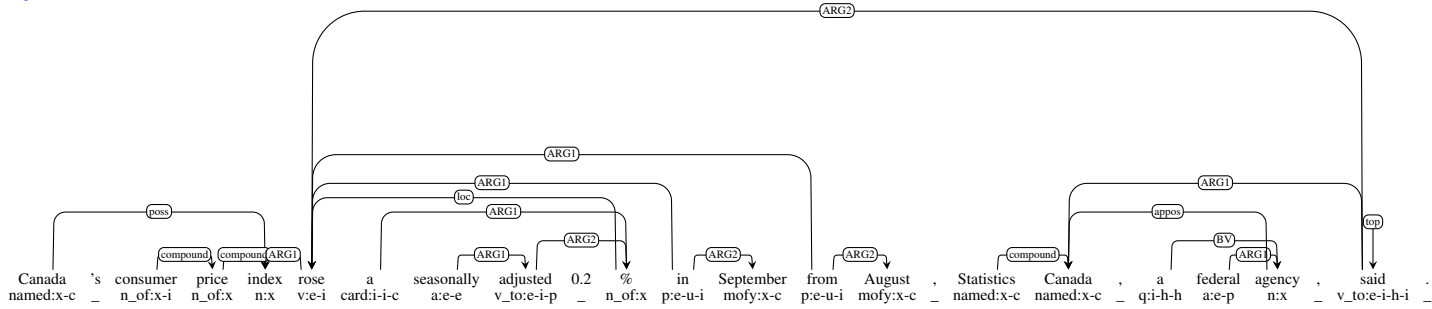 ARG2
ARG1
ARG1
loc
poss ARG1 ARG1
appos
top
ARG2 BV
compound compound ARG1 ARG1 ARG2 ARG2 compound ARG1
Canada 's consumer price index rose a seasonally adjusted 0.2 % in September from August , Statistics Canada , a federal agency , said .
named:x-c _ n_of:x-i n_of:x n:x v:e-i card:i-i-c a:e-e v_to:e-i-p _ n_of:x p:e-u-i mofy:x-c p:e-u-i mofy:x-c _ named:x-c named:x-c _ q:i-h-h a:e-p n:x _ v_to:e-i-h-i _